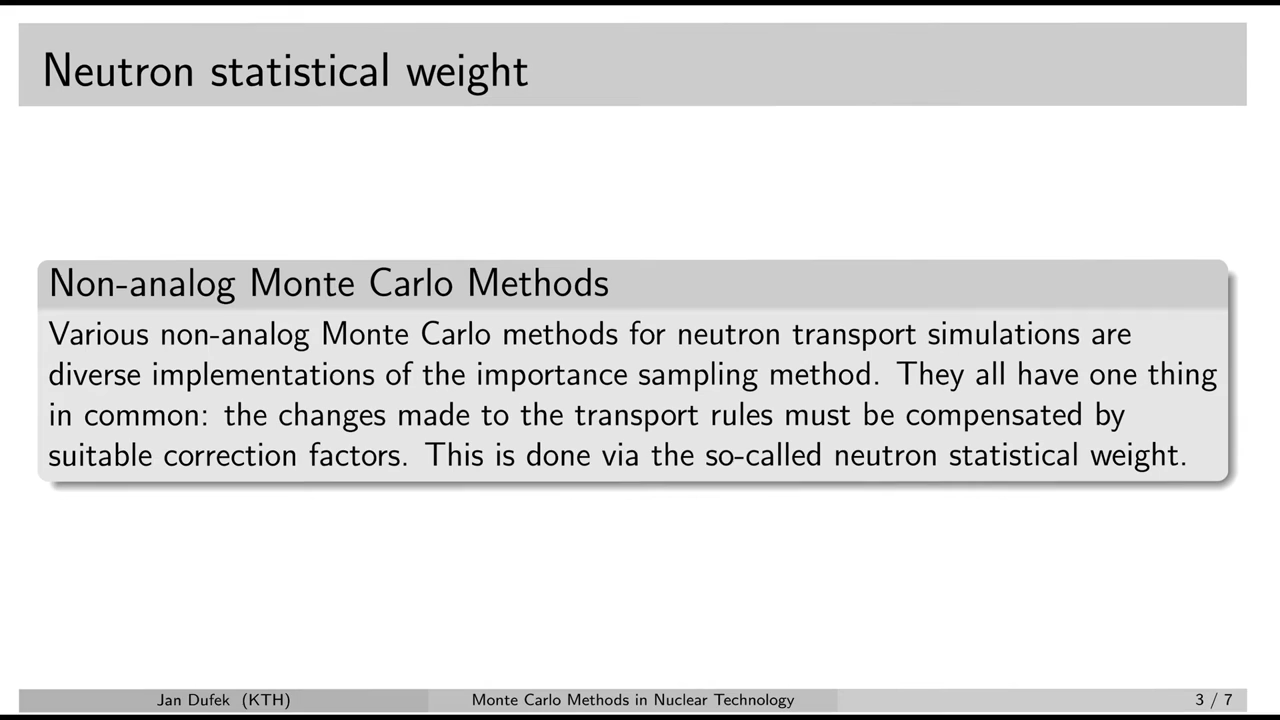 Neutron statistical weight
Non-analog Monte Carlo Methods
Various non-analog Monte Carlo methods for neutron transport simulations are
diverse implementations of the importance sampling method. They all have one thing
in common: the changes made to the transport rules must be compensated by
suitable correction factors. This is done via the so-called neutron statistical weight.
Jan Dufek (KTH)
Monte Carlo Methods in Nuclear Technology
3 / 7